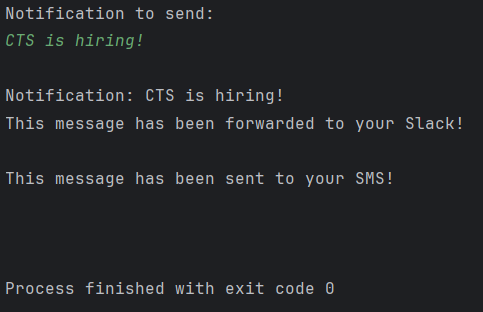 Notification to send:
CTS is hiring!
Notification: CTS is hiring!
This message has been forwarded to your Slack!
This message has been sent to your SMS!
Process finished with exit code 0